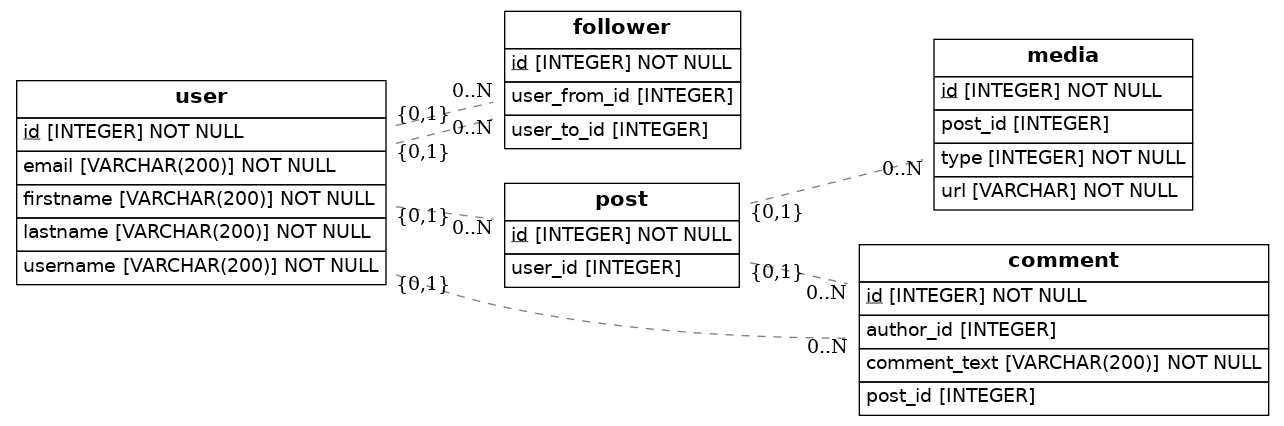 user
id [INTEGER] NOT NULL
email [VARCHAR(200)] NOT NULL
firstname [VARCHAR(200)] NOT NULL
lastname [VARCHAR(200)] NOT NULL
username [VARCHAR(200)] NOT NULL
follower
id [INTEGER] NOT NULL
user_from_id [INTEGER]
user_to_id [INTEGER]
0..N
{0,1}
0..N
{0,1}
post
id [INTEGER] NOT NULL
user_id [INTEGER]
{0,1}
0..N
{0,1}
0..N
media
id [INTEGER] NOT NULL
post_id [INTEGER]
type [INTEGER] NOT NULL
url [VARCHAR] NOT NULL
0..N
{0,1}
{0,1}
0..N
comment
id [INTEGER] NOT NULL
author_id [INTEGER]
comment_text [VARCHAR(200)] NOT NULL
post_id [INTEGER]